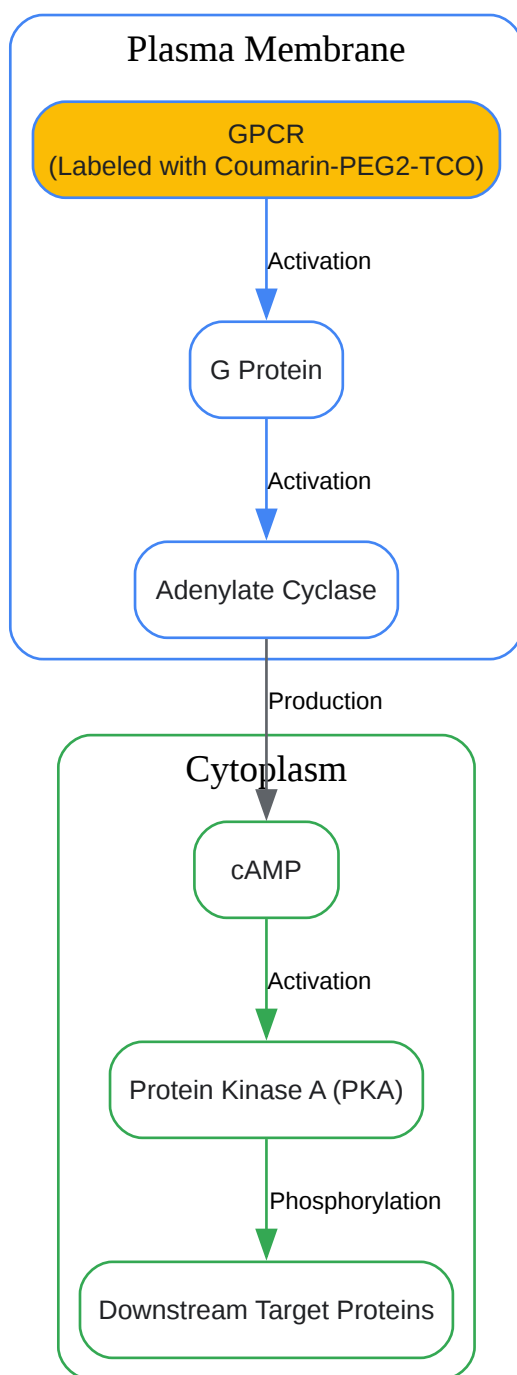 Plasma Membrane
GPCR
(Labeled with Coumarin-PEG2-TCO)
Activation
G Protein
Activation
Adenylate Cyclase
Production
Cytoplasm
cAMP
Activation
Protein Kinase A (PKA)
Phosphorylation
Downstream Target Proteins